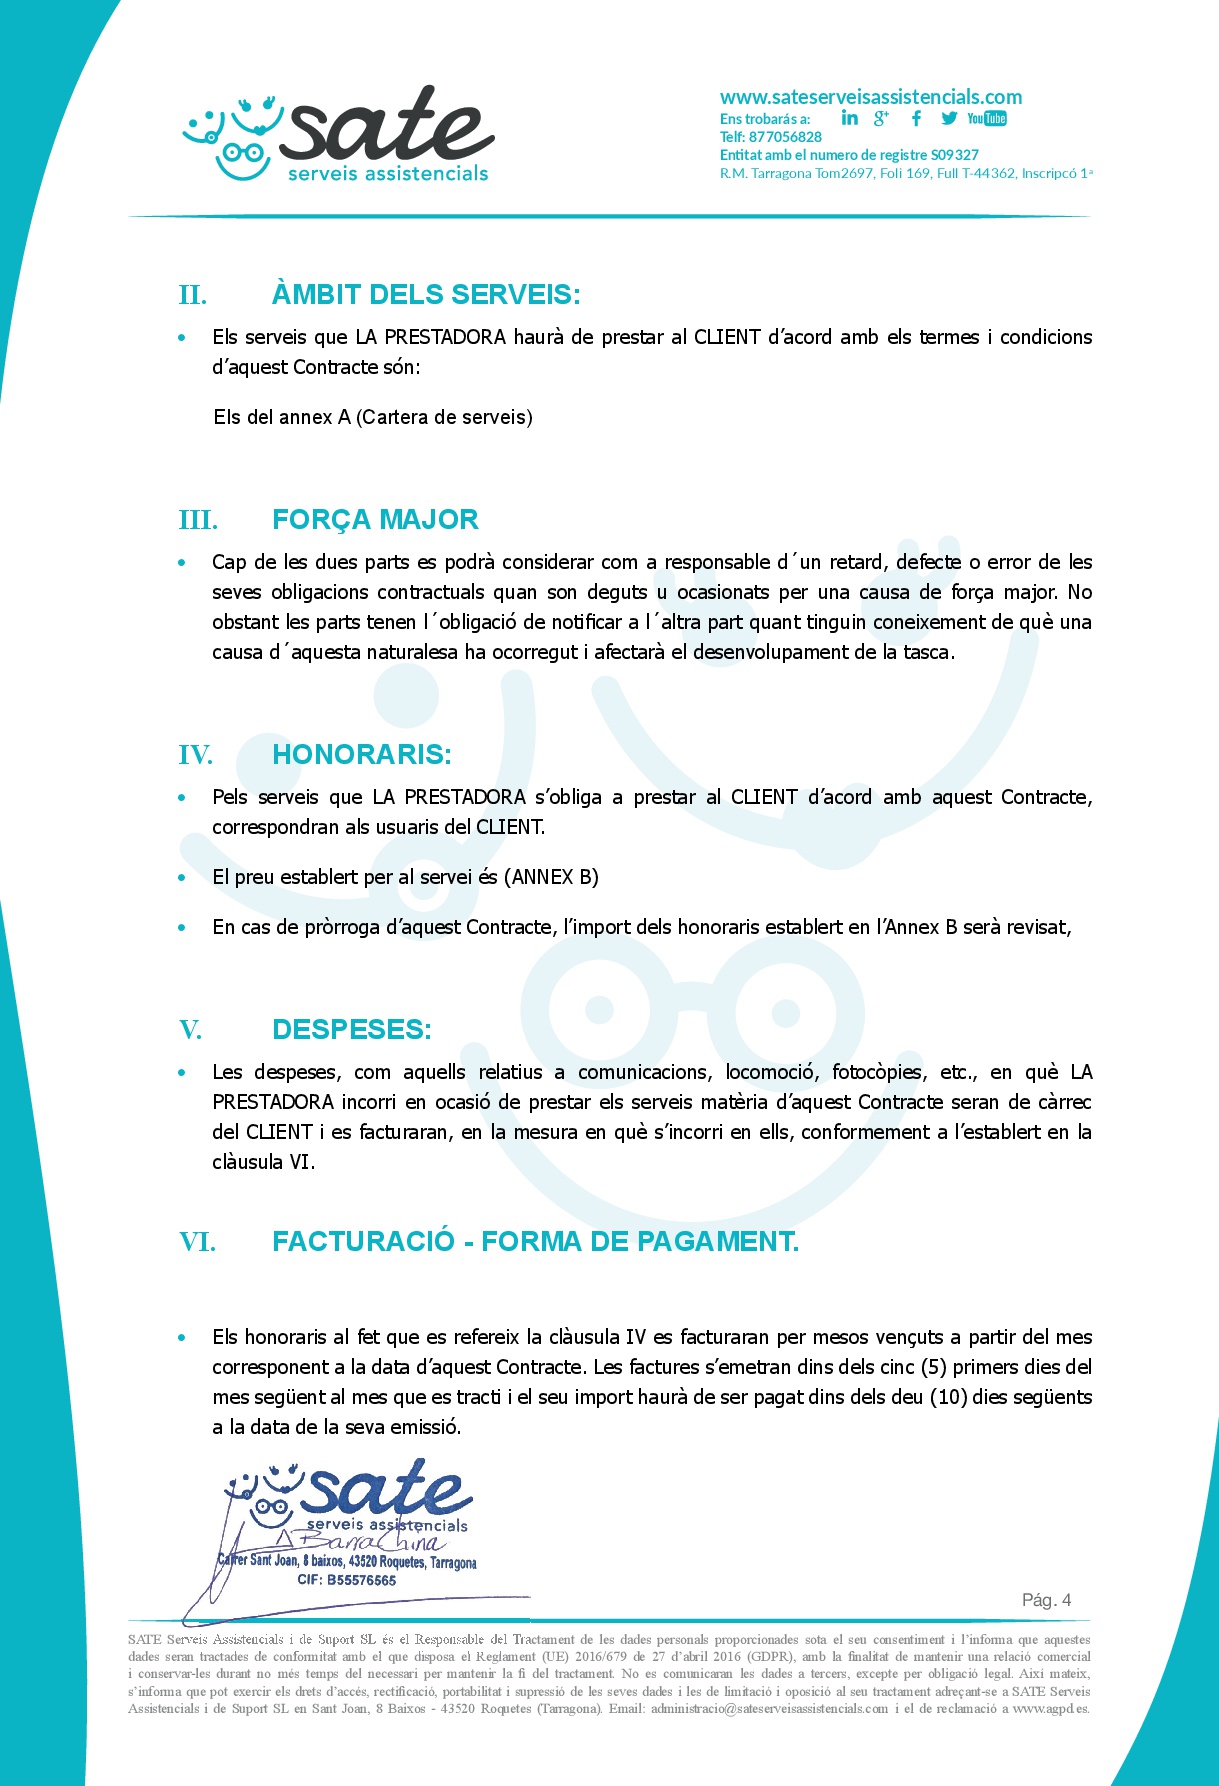 sate
serveis assistencials
www.sateserveisassistencials.com
Ens trobarás a: in g+ f YouTube
Telf: 877056828
Entitat amb el numero de registre S09327
R.M. Tarragona Tom2697, Foli 169, Full T-44362, Inscripcó 1ª
II. ÀMBIT DELS SERVEIS:
• Els serveis que LA PRESTADORA haurà de prestar al CLIENT d’acord amb els termes i condicions
d’aquest Contracte són:
Els del annex A (Cartera de serveis)
III. FORÇA MAJOR
• Cap de les dues parts es podrà considerar com a responsable d´un retard, defecte o error de les
seves obligacions contractuals quan son deguts u ocasionats per una causa de força major. No
obstant les parts tenen l´obligació de notificar a l´altra part quant tinguin coneixement de què una
causa d´aquesta naturalesa ha ocorregut i afectarà el desenvolupament de la tasca.
IV. HONORARIS:
• Pels serveis que LA PRESTADORA s’obliga a prestar al CLIENT d’acord amb aquest Contracte,
correspondran als usuaris del CLIENT.
• El preu establert per al servei és (ANNEX B)
• En cas de pròrroga d’aquest Contracte, l’import dels honoraris establert en l’Annex B serà revisat,
V. DESPESES:
• Les despeses, com aquells relatius a comunicacions, locomoció, fotocòpies, etc., en què LA
PRESTADORA incorri en ocasió de prestar els serveis matèria d’aquest Contracte seran de càrrec
del CLIENT i es facturaran, en la mesura en què s’incorri en ells, conformement a l’establert en la
clàusula VI.
VI. FACTURACIÓ - FORMA DE PAGAMENT.
• Els honoraris al fet que es refereix la clàusula IV es facturaran per mesos vençuts a partir del mes
corresponent a la data d’aquest Contracte. Les factures s’emetran dins dels cinc (5) primers dies del
mes següent al mes que es tracti i el seu import haurà de ser pagat dins dels deu (10) dies següents
a la data de la seva emissió.
sate
serveis assistencials
A Barrachina
Carrer Sant Joan, 8 baixos, 43520 Roquetes, Tarragona
CIF: B55576565
Pág. 4
SATE Serveis Assistencials i de Suport SL és el Responsable del Tractament de les dades personals proporcionades sota el seu consentiment i l’informa que aquestes
dades seran tractades de conformitat amb el que disposa el Reglament (UE) 2016/679 de 27 d’abril 2016 (GDPR), amb la finalitat de mantenir una relació comercial
i conservar-les durant no més temps del necessari per mantenir la fi del tractament. No es comunicaran les dades a tercers, excepte per obligació legal. Així mateix,
s’informa que pot exercir els drets d’accés, rectificació, portabilitat i supressió de les seves dades i les de limitació i oposició al seu tractament adreçant-se a SATE Serveis
Assistencials i de Suport SL en Sant Joan, 8 Baixos - 43520 Roquetes (Tarragona). Email: administracio@sateserveisassistencials.com i el de reclamació a www.agpd.es.